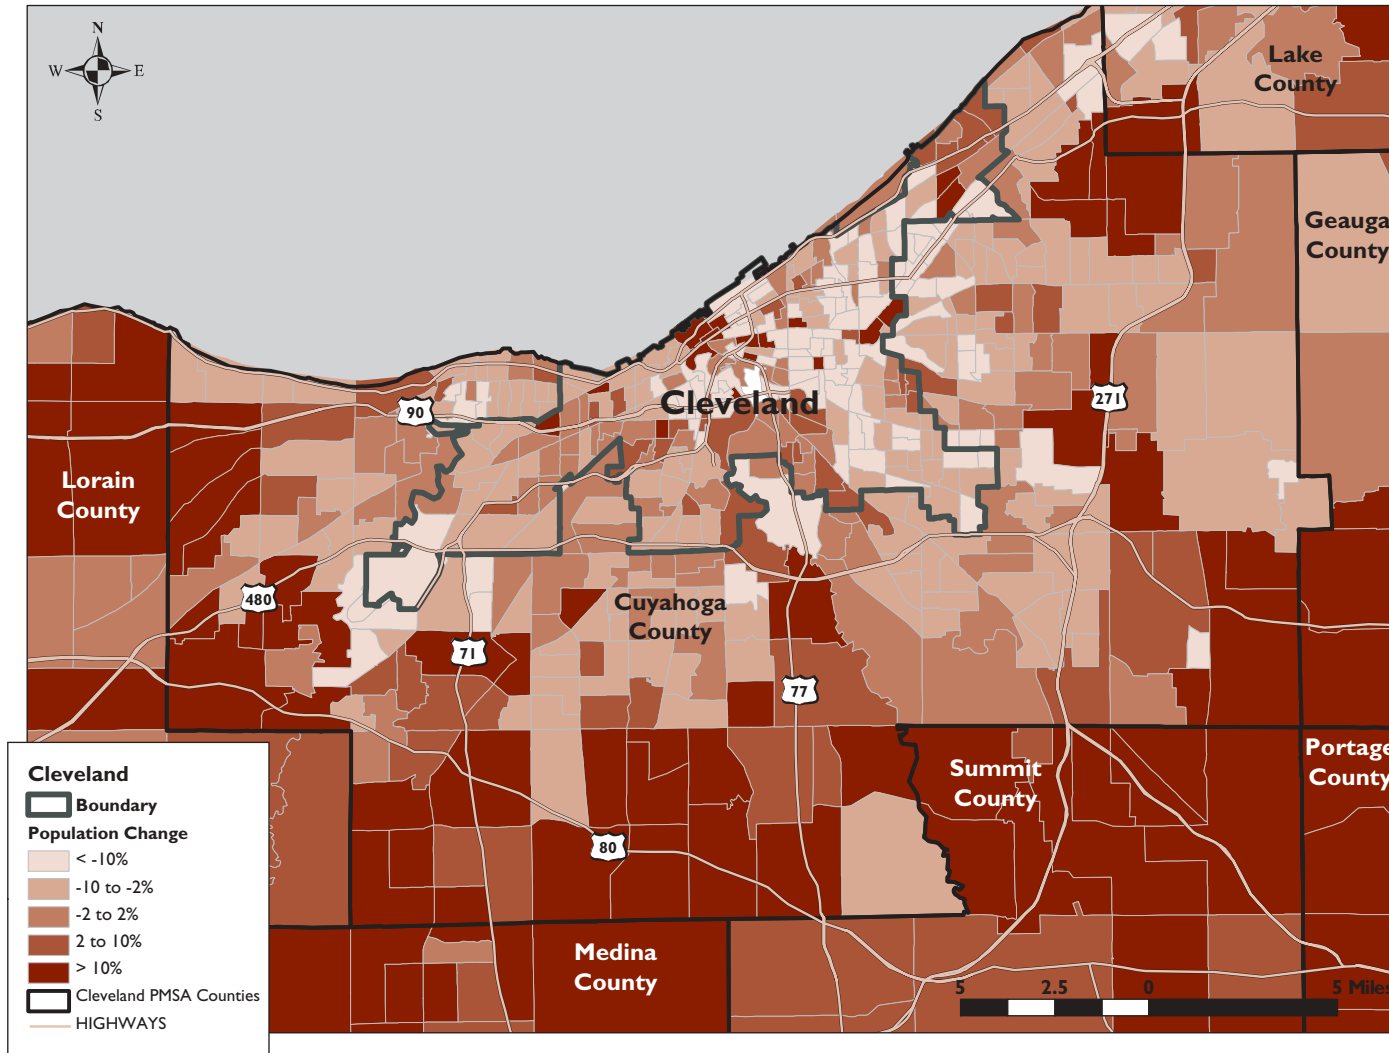 N
W
E
S
Lake
County
Geauga
County
90
Cleveland
271
Lorain
County
480
Cuyahoga
County
71
77
Summit
County
Portage
County
80
Medina
County
Cleveland
Boundary
Population Change
< -10%
-10 to -2%
-2 to 2%
2 to 10%
> 10%
Cleveland PMSA Counties
HIGHWAYS
5 2.5 0 5 Miles